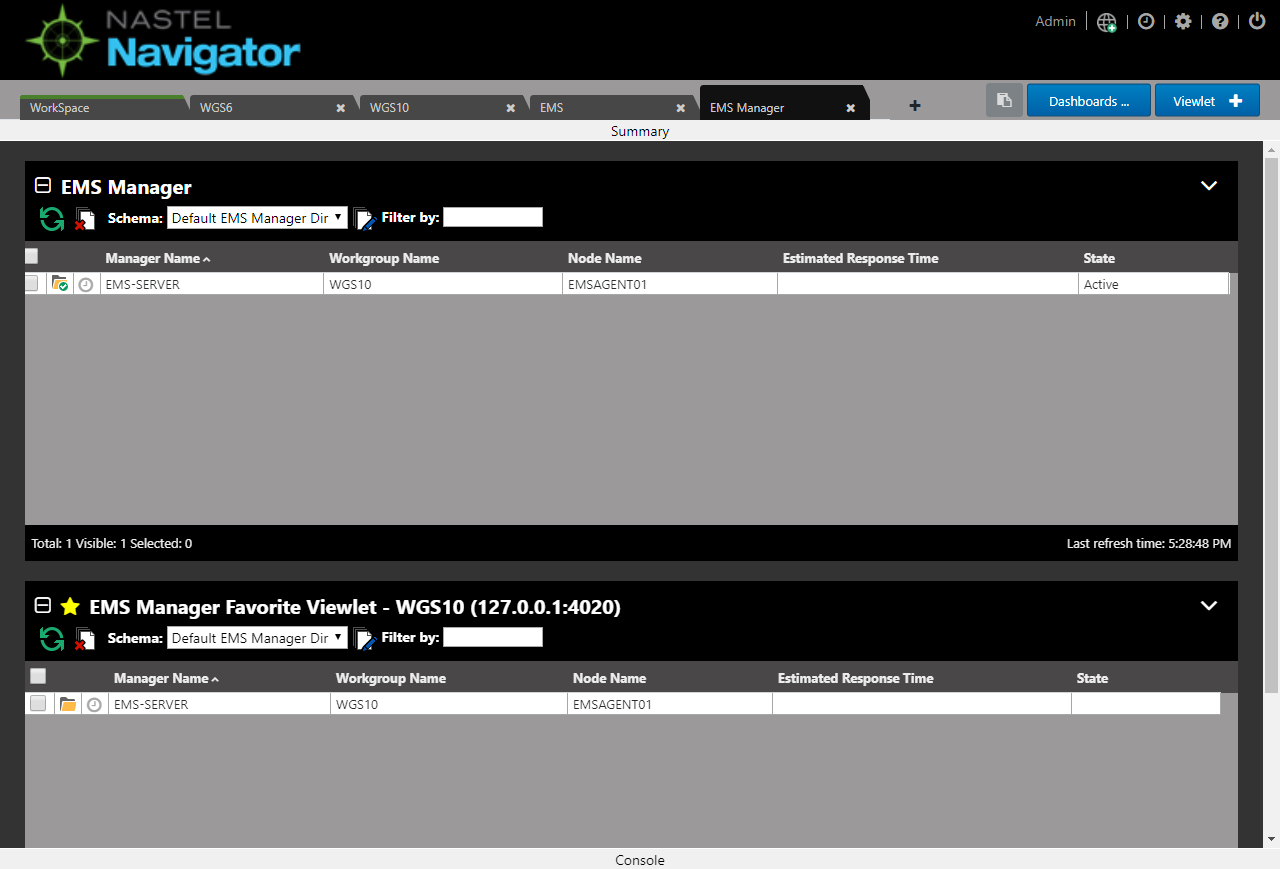 NASTEL
Navigator
Admin
WorkSpace WGS6 WGS10 EMS EMS Manager
Dashboards ... Viewlet
Summary
EMS Manager
Schema: Default EMS Manager Dir Filter by:
Manager Name Workgroup Name Node Name Estimated Response Time State
EMS-SERVER WGS10 EMSAGENT01 Active
Total: 1 Visible: 1 Selected: 0 Last refresh time: 5:28:48 PM
EMS Manager Favorite Viewlet - WGS10 (127.0.0.1:4020)
Schema: Default EMS Manager Dir Filter by:
Manager Name Workgroup Name Node Name Estimated Response Time State
EMS-SERVER WGS10 EMSAGENT01
Console